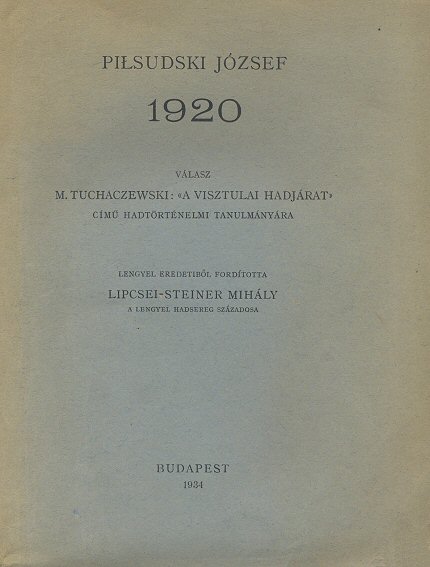 PIŁSUDSKI JÓZSEF
1920
VÁLASZ
M. TUCHACZEWSKI: «A VISZTULAI HADJÁRAT»
CÍMŰ HADTÖRTÉNELMI TANULMÁNYÁRA
LENGYEL EREDETIBŐL FORDÍTOTTA
LIPCSEI-STEINER MIHÁLY
A LENGYEL HADSEREG SZÁZADOSA
BUDAPEST
1934